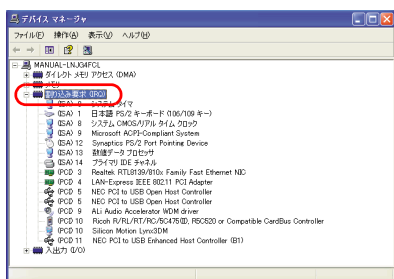 デバイス マネージャ
ファイル(F) 操作(A) 表示(V) ヘルプ(H)
MANUAL-LNJG4FCL
ダイレクト メモリ アクセス (DMA)
メモリ
割り込み要求 (IRQ)
(ISA) 0 システム タイマ
(ISA) 1 日本語 PS/2 キーボード (106/109 キー)
(ISA) 8 システム CMOS/リアル タイム クロック
(ISA) 9 Microsoft ACPI-Compliant System
(ISA) 12 Synaptics PS/2 Port Pointing Device
(ISA) 13 数値データ プロセッサ
(ISA) 14 プライマリ IDE チャネル
(PCI) 3 Realtek RTL8139/810x Family Fast Ethernet NIC
(PCI) 4 LAN-Express IEEE 802.11 PCI Adapter
(PCI) 5 NEC PCI to USB Open Host Controller
(PCI) 5 NEC PCI to USB Open Host Controller
(PCI) 9 ALi Audio Accelerator WDM driver
(PCI) 10 Ricoh R/RL/RT/RC/5C475(II), R5C520 or Compatible CardBus Controller
(PCI) 10 Silicon Motion Lynx3DM
(PCI) 11 NEC PCI to USB Enhanced Host Controller (B1)
入出力 (I/O)